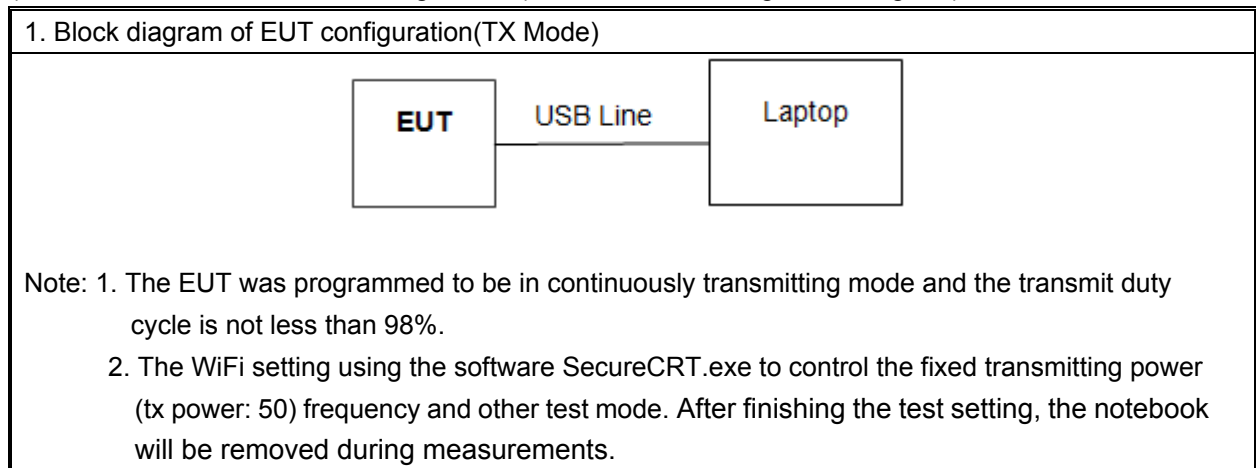 1. Block diagram of EUT configuration(TX Mode)
EUT
USB Line
Laptop
Note: 1. The EUT was programmed to be in continuously transmitting mode and the transmit duty
cycle is not less than 98%.
2. The WiFi setting using the software SecureCRT.exe to control the fixed transmitting power
(tx power: 50) frequency and other test mode. After finishing the test setting, the notebook
will be removed during measurements.